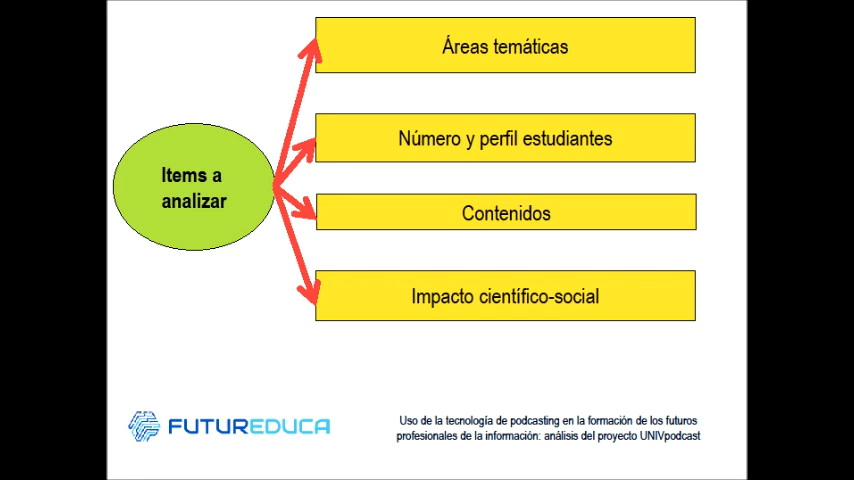 Áreas temáticas
Número y perfil estudiantes
Items a
analizar
Contenidos
Impacto científico-social
FUTUREDUCA
Uso de la tecnología de podcasting en la formación de los futuros
profesionales de la información: análisis del proyecto UNIVpodcast